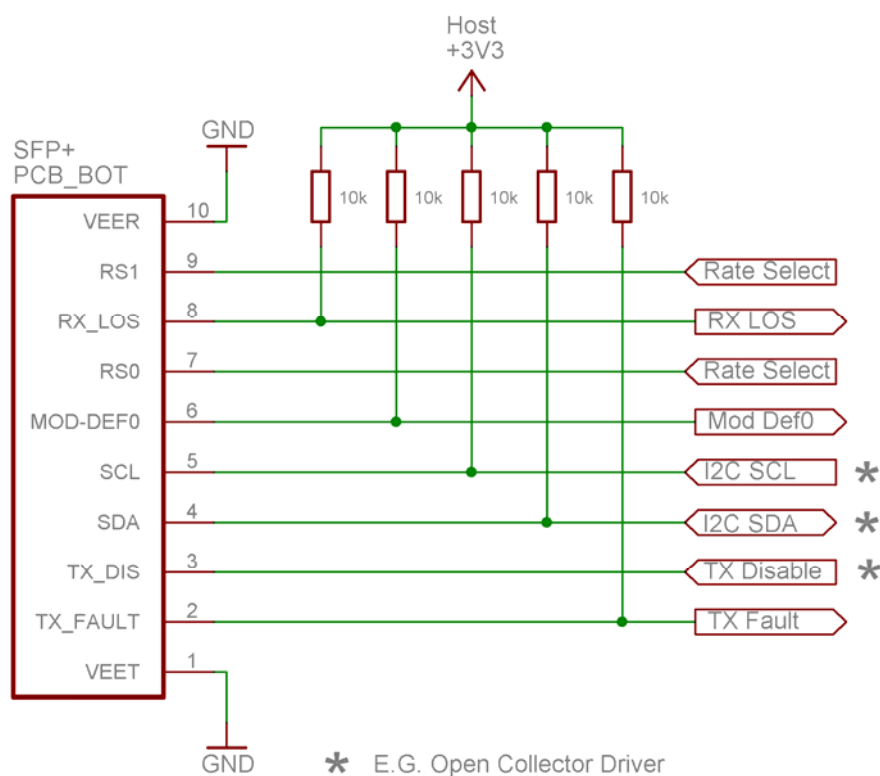 Host
+3V3
GND
SFP+
PCB_BOT
10k 10k 10k 10k 10k
VEER 10
RS1 9 Rate Select
RX_LOS 8 RX LOS
RS0 7 Rate Select
MOD-DEF0 6 Mod Def0
SCL 5 I2C SCL *
SDA 4 I2C SDA *
TX_DIS 3 TX Disable *
TX_FAULT 2 TX Fault
VEET 1
GND
* E.G. Open Collector Driver